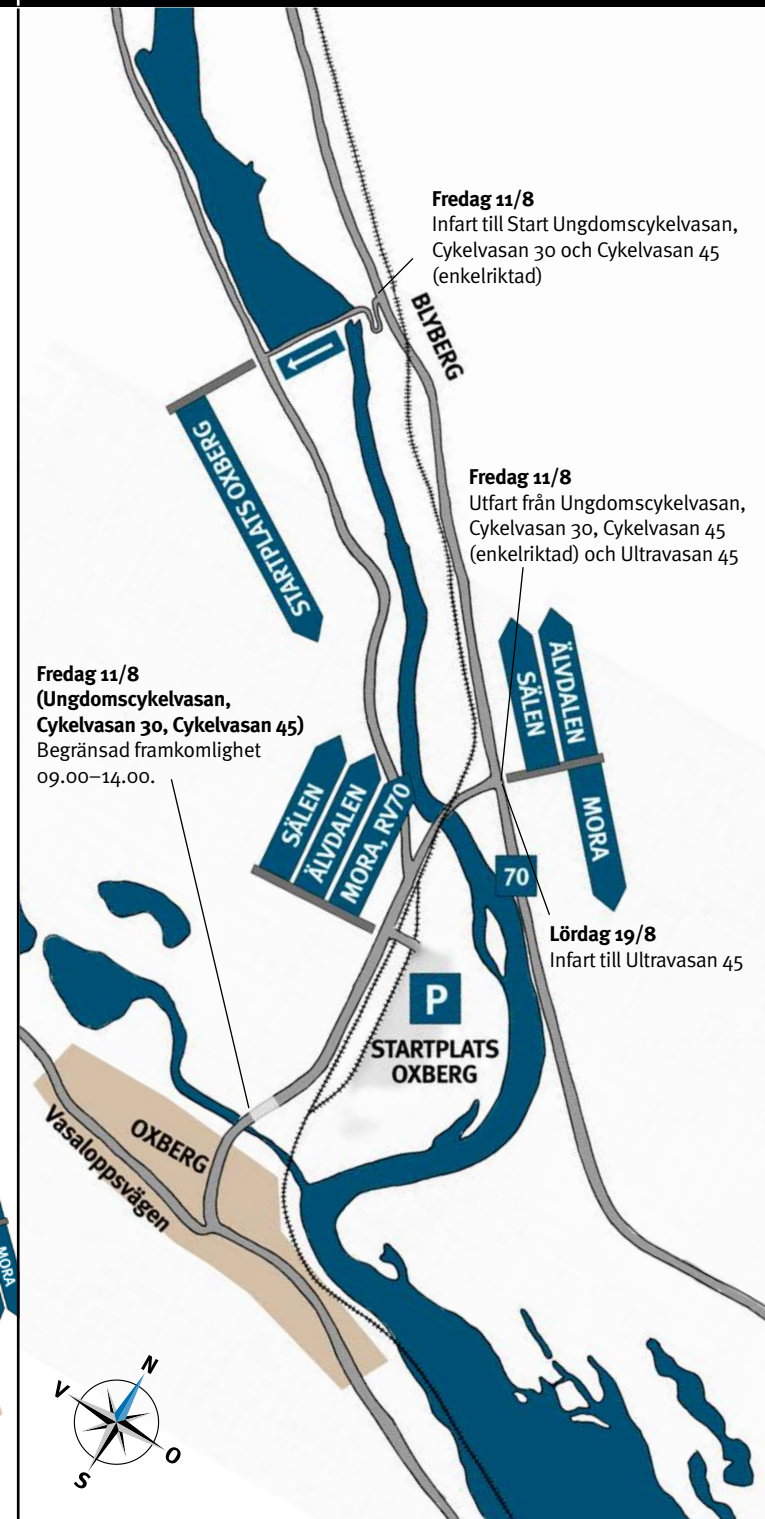 Fredag 11/8
Infart till Start Ungdomscykelvasan,
Cykelvasan 30 och Cykelvasan 45
(enkelriktad)
BLYBERG
STARTPLATS OXBERG
Fredag 11/8
Utfart från Ungdomscykelvasan,
Cykelvasan 30, Cykelvasan 45
(enkelriktad) och Ultravasan 45
SÄLEN
ÄLVDALEN
MORA
Fredag 11/8
(Ungdomscykelvasan,
Cykelvasan 30, Cykelvasan 45)
Begränsad framkomlighet
09.00–14.00.
SÄLEN
ÄLVDALEN
MORA, RV70
70
Lördag 19/8
Infart till Ultravasan 45
P
STARTPLATS
OXBERG
OXBERG
Vasaloppsvägen
MORA
N
V
O
S